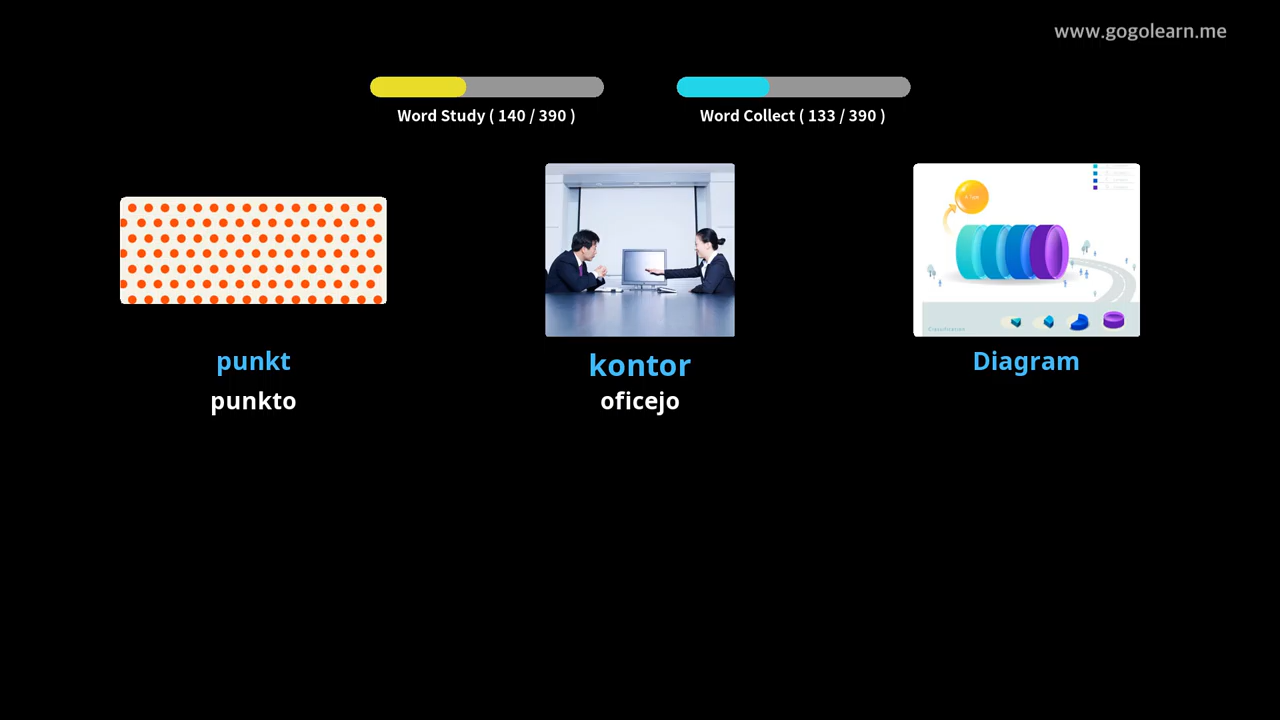 www.gogolearn.me
Word Study ( 140 / 390 )
Word Collect ( 133 / 390 )
punkt
kontor
Diagram
punkto
oficejo